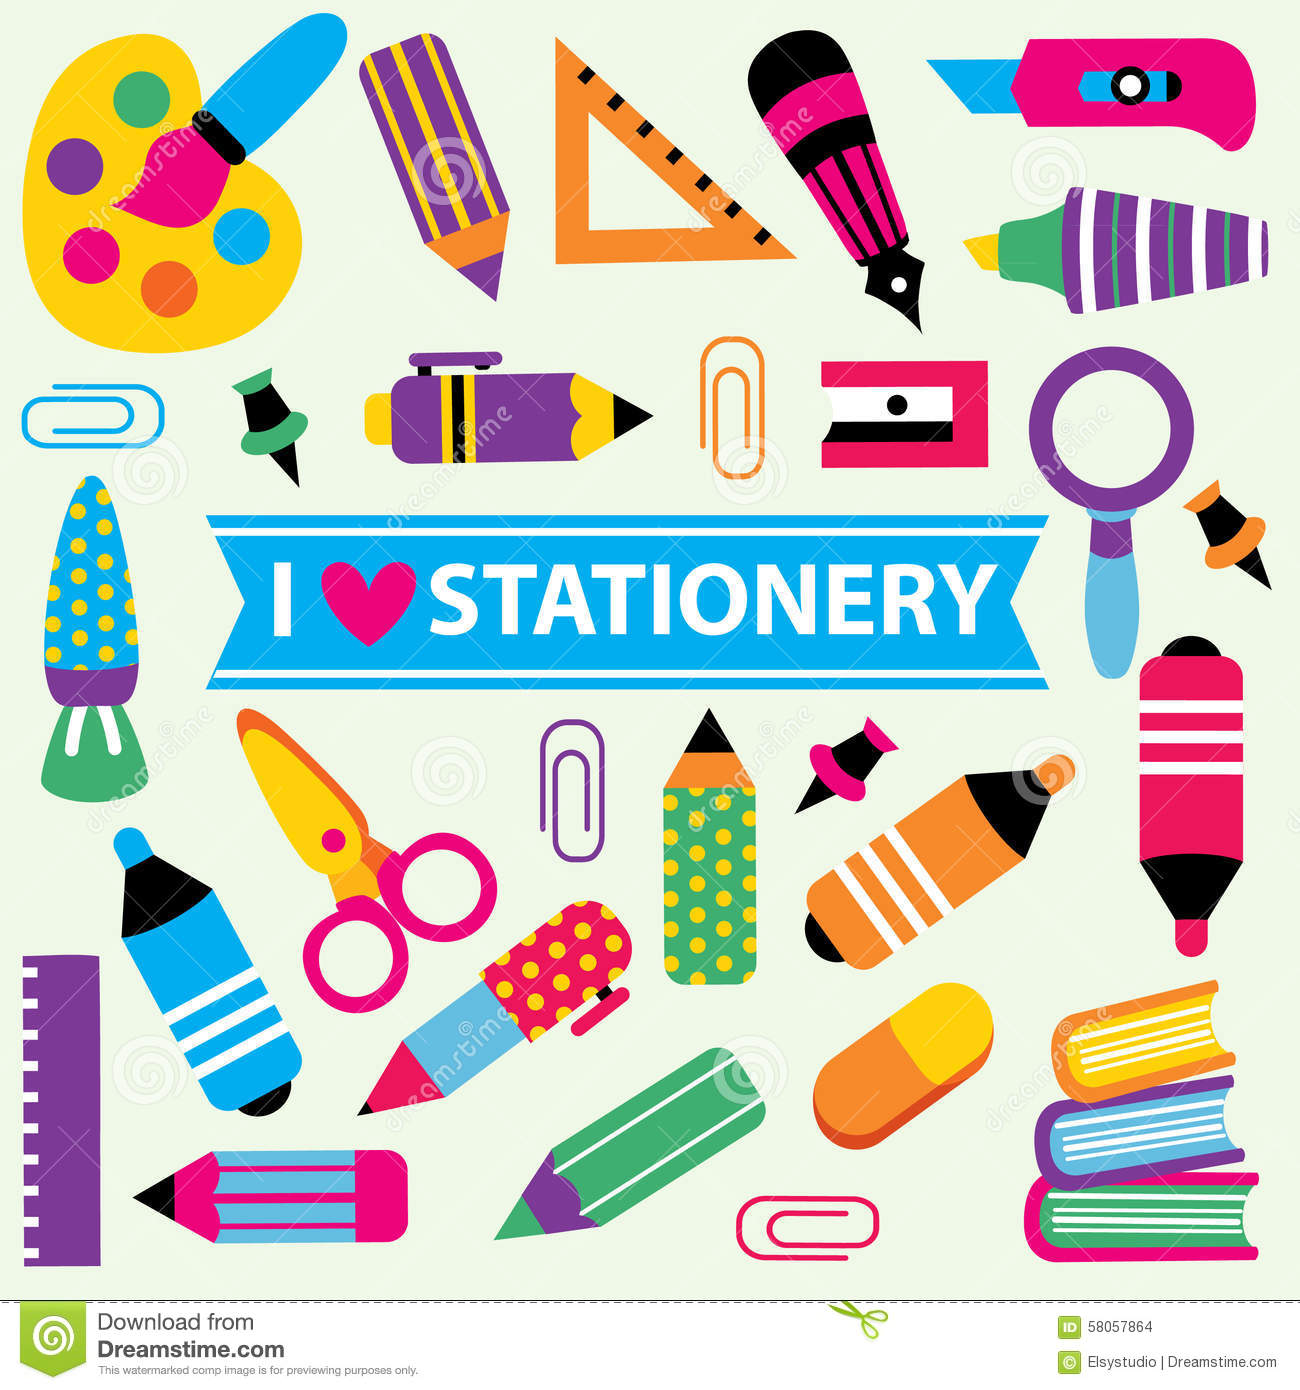 I ♥ STATIONERY
Download from
Dreamstime.com
This watermarked comp image is for previewing purposes only.
ID 58057864
© Elsystudio | Dreamstime.com
dreamstime